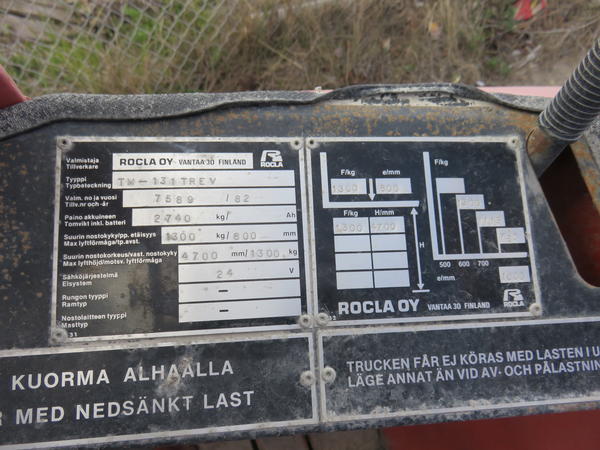 Valmistaja
Tillverkare
ROCLA OY VANTAA 30 FINLAND
ROCLA
Tyyppi
Typbeteckning
TW-131TREV
Valm. no ja vuosi
Tillv.nr och-år
7589 / 82
Paino akkuineen
Tomvikt inkl. batteri
2740 kg/ Ah
Suurin nostokyky/pp. etäisyys
Max lyftförmåga/tp.avst.
1300 kg/ 800 mm
Suurin nostokorkeus/vast. nostokyky
Max lyfthöjd/motsv. lyftförmåga
4700 mm/ 1300 kg
Sähköjärjestelmä
Elsystem
24 V
Rungon tyyppi
Ramtyp
-
Nostolaitteen tyyppi
Masttyp
-
31
F/kg e/mm
1300 600
F/kg H/mm
1300 4700
H
F/kg
1300
500 600 700
e/mm
ROCLA OY VANTAA 30 FINLAND
ROCLA
KUORMA ALHAALLA
R MED NEDSÄNKT LAST
TRUCKEN FÅR EJ KÖRAS MED LASTEN I U
LÄGE ANNAT ÄN VID AV- OCH PÅLASTNIN